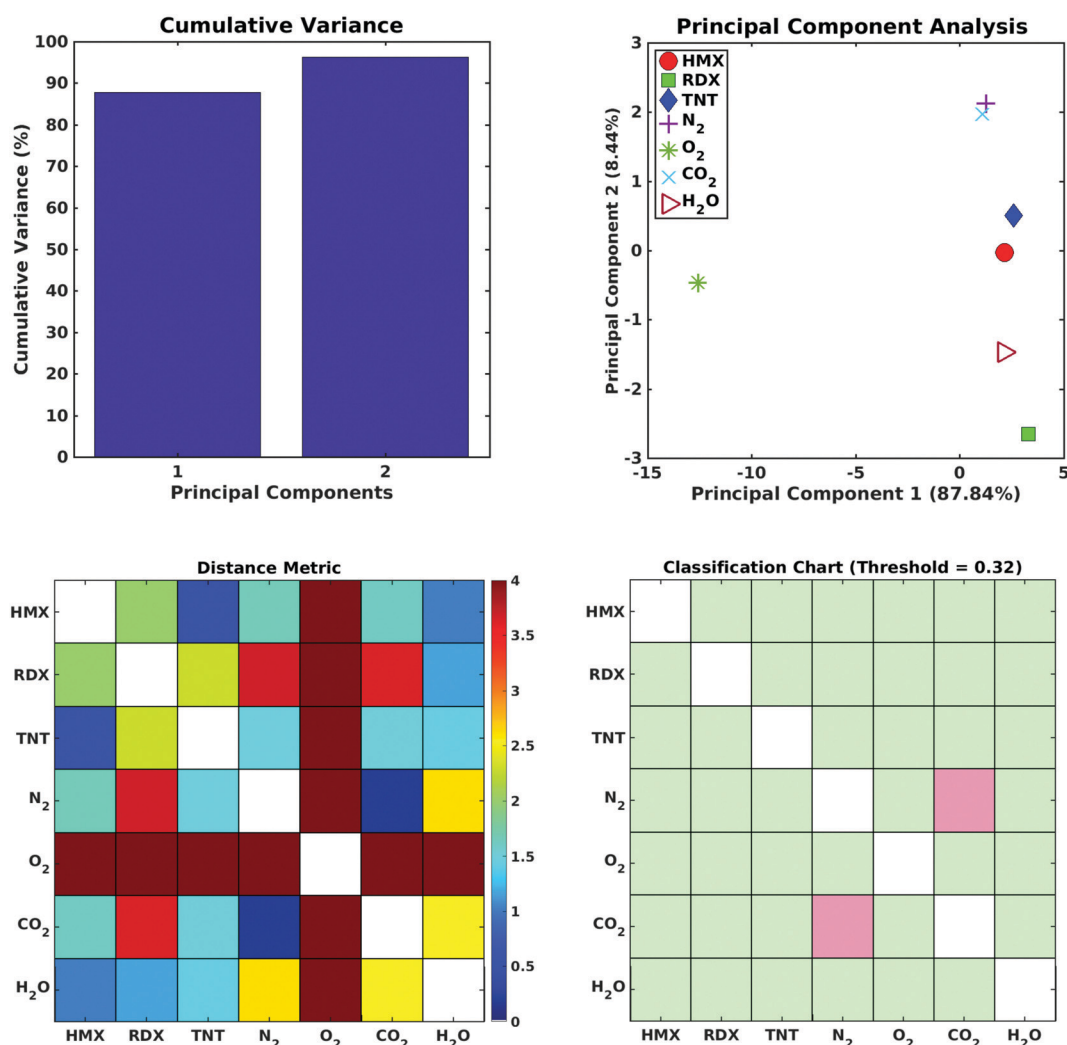 Cumulative Variance
Cumulative Variance (%)
100
90
80
70
60
50
40
30
20
10
0
1
2
Principal Components
Principal Component Analysis
Principal Component 2 (8.44%)
3
2
1
0
-1
-2
-3
HMX
RDX
TNT
N₂
O₂
CO₂
H₂O
-15
-10
-5
0
5
Principal Component 1 (87.84%)
Distance Metric
HMX
RDX
TNT
N₂
O₂
CO₂
H₂O
HMX RDX TNT N₂ O₂ CO₂ H₂O
4
3.5
3
2.5
2
1.5
1
0.5
0
Classification Chart (Threshold = 0.32)
HMX
RDX
TNT
N₂
O₂
CO₂
H₂O
HMX RDX TNT N₂ O₂ CO₂ H₂O